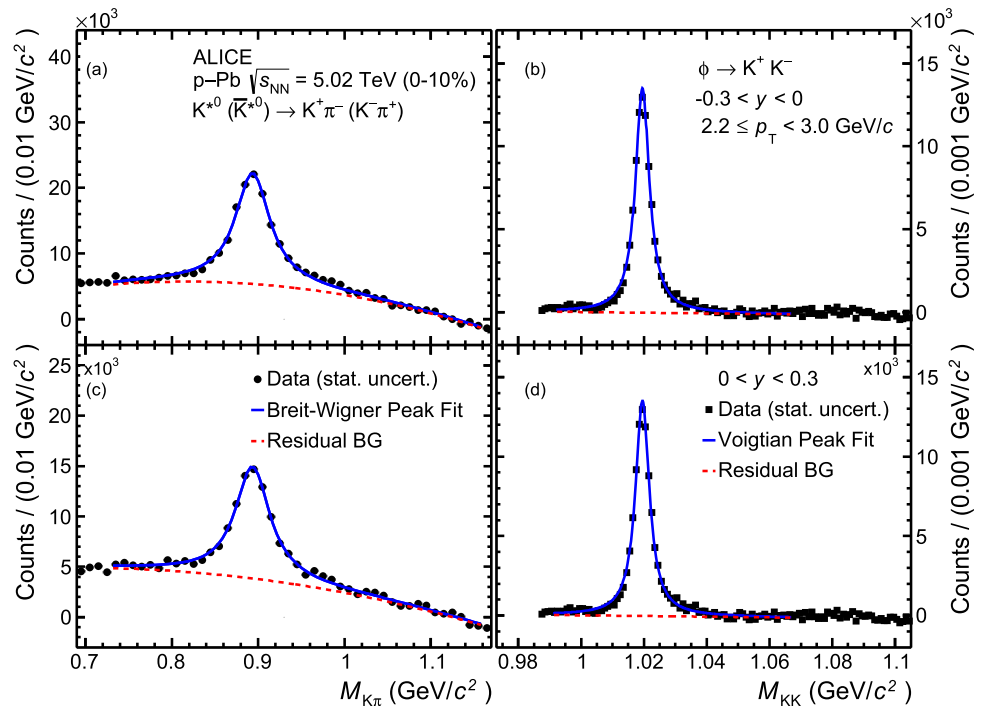 ×10³
×10³
(a)
ALICE
p–Pb √s_NN = 5.02 TeV (0-10%)
K*⁰ (K̅*⁰) → K⁺π⁻ (K⁻π⁺)
Counts / (0.01 GeV/c²)
40
30
20
10
0
(b)
ϕ → K⁺ K⁻
-0.3 < y < 0
2.2 ≤ p_T < 3.0 GeV/c
15
10
5
0
Counts / (0.001 GeV/c²)
×10³
(c)
Data (stat. uncert.)
Breit-Wigner Peak Fit
Residual BG
Counts / (0.01 GeV/c²)
25
20
15
10
5
0
0.7 0.8 0.9 1 1.1
M_Kπ (GeV/c²)
×10³
(d)
0 < y < 0.3
Data (stat. uncert.)
Voigtian Peak Fit
Residual BG
15
10
5
0
Counts / (0.001 GeV/c²)
0.98 1 1.02 1.04 1.06 1.08 1.1
M_KK (GeV/c²)